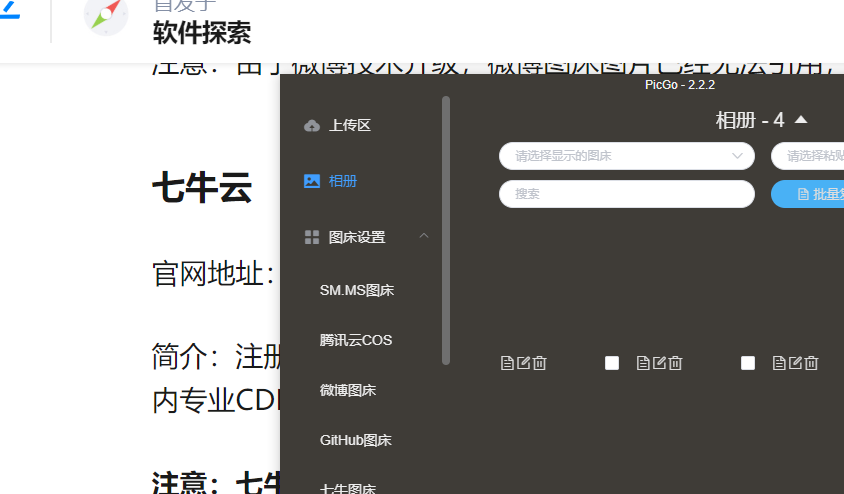 首发于
软件探索
注意：由于微博技术升级，微博图床图片已经无法引用，
七牛云
官网地址：
简介：注册
内专业CD
注意：七牛
PicGo - 2.2.2
上传区
相册
图床设置
SM.MS图床
腾讯云COS
微博图床
GitHub图床
七牛图床
相册 - 4
请选择显示的图床
请选择粘贴
搜索
批量复